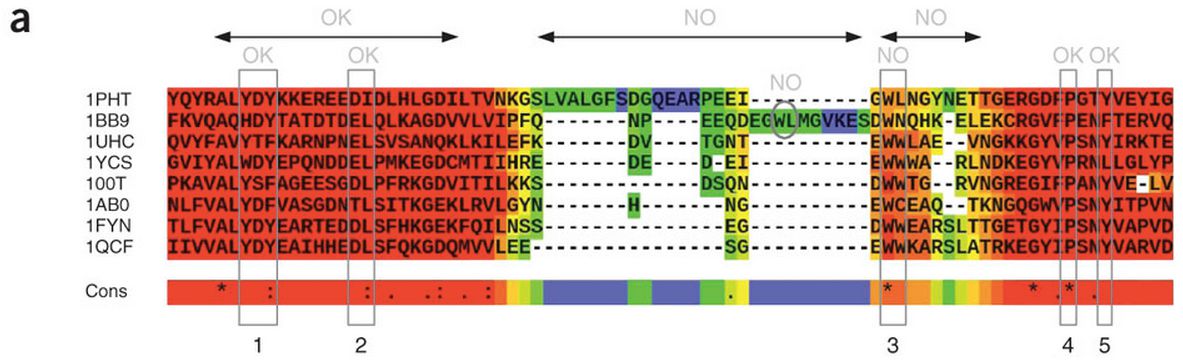 a
OK NO NO
OK OK NO NO OK OK
1PHT YQYRALYDYKKEREEDIDLHLGDILTVNKGSLVALGFSDGQEARPEEI----------GWLNGYNETTGERGDFPGTYVEYIG
1BB9 FKVQAQHDYTATDTDELQLKAGDVVLVIPFQ-------NP----EEQDEGWLMGVKESDWNQHK-ELEKCRGVFPENFTERVQ
1UHC QVYFAVYTFKARNPNELSVSANQKLKILEFK-------DV----TGNT----------EWWLAE--VNGKKGYVPSNYIRKTE
1YCS GVIYALWDYEPQNDDELPMKEGDCMTIIHRE-------DE----D-EI----------EWWWA--RLNDKEGYVPRNLLGLYP
100T PKAVALYSFAGEESGDLPFRKGDVITILKKS-------------DSQN----------DWWTG--RVNGREGIFPANYVE-LV
1AB0 NLFVALYDFVASGDNTLSITKGEKLRVLGYN-------H-------NG----------EWCEAQ--TKNGQGWVPSNYITPVN
1FYN TLFVALYDYEARTEDDLSFHKGEKFQILNSS---------------EG----------DWWEARSLTTGETGYIPSNYVAPVD
1QCF IIVVALYDYEAIHHEDLSFQKGDQMVVLEE----------------SG----------EWWKARSLATRKEGYIPSNYVARVD
Cons * : : . .: . : . * * .* .
1 2 3 4 5